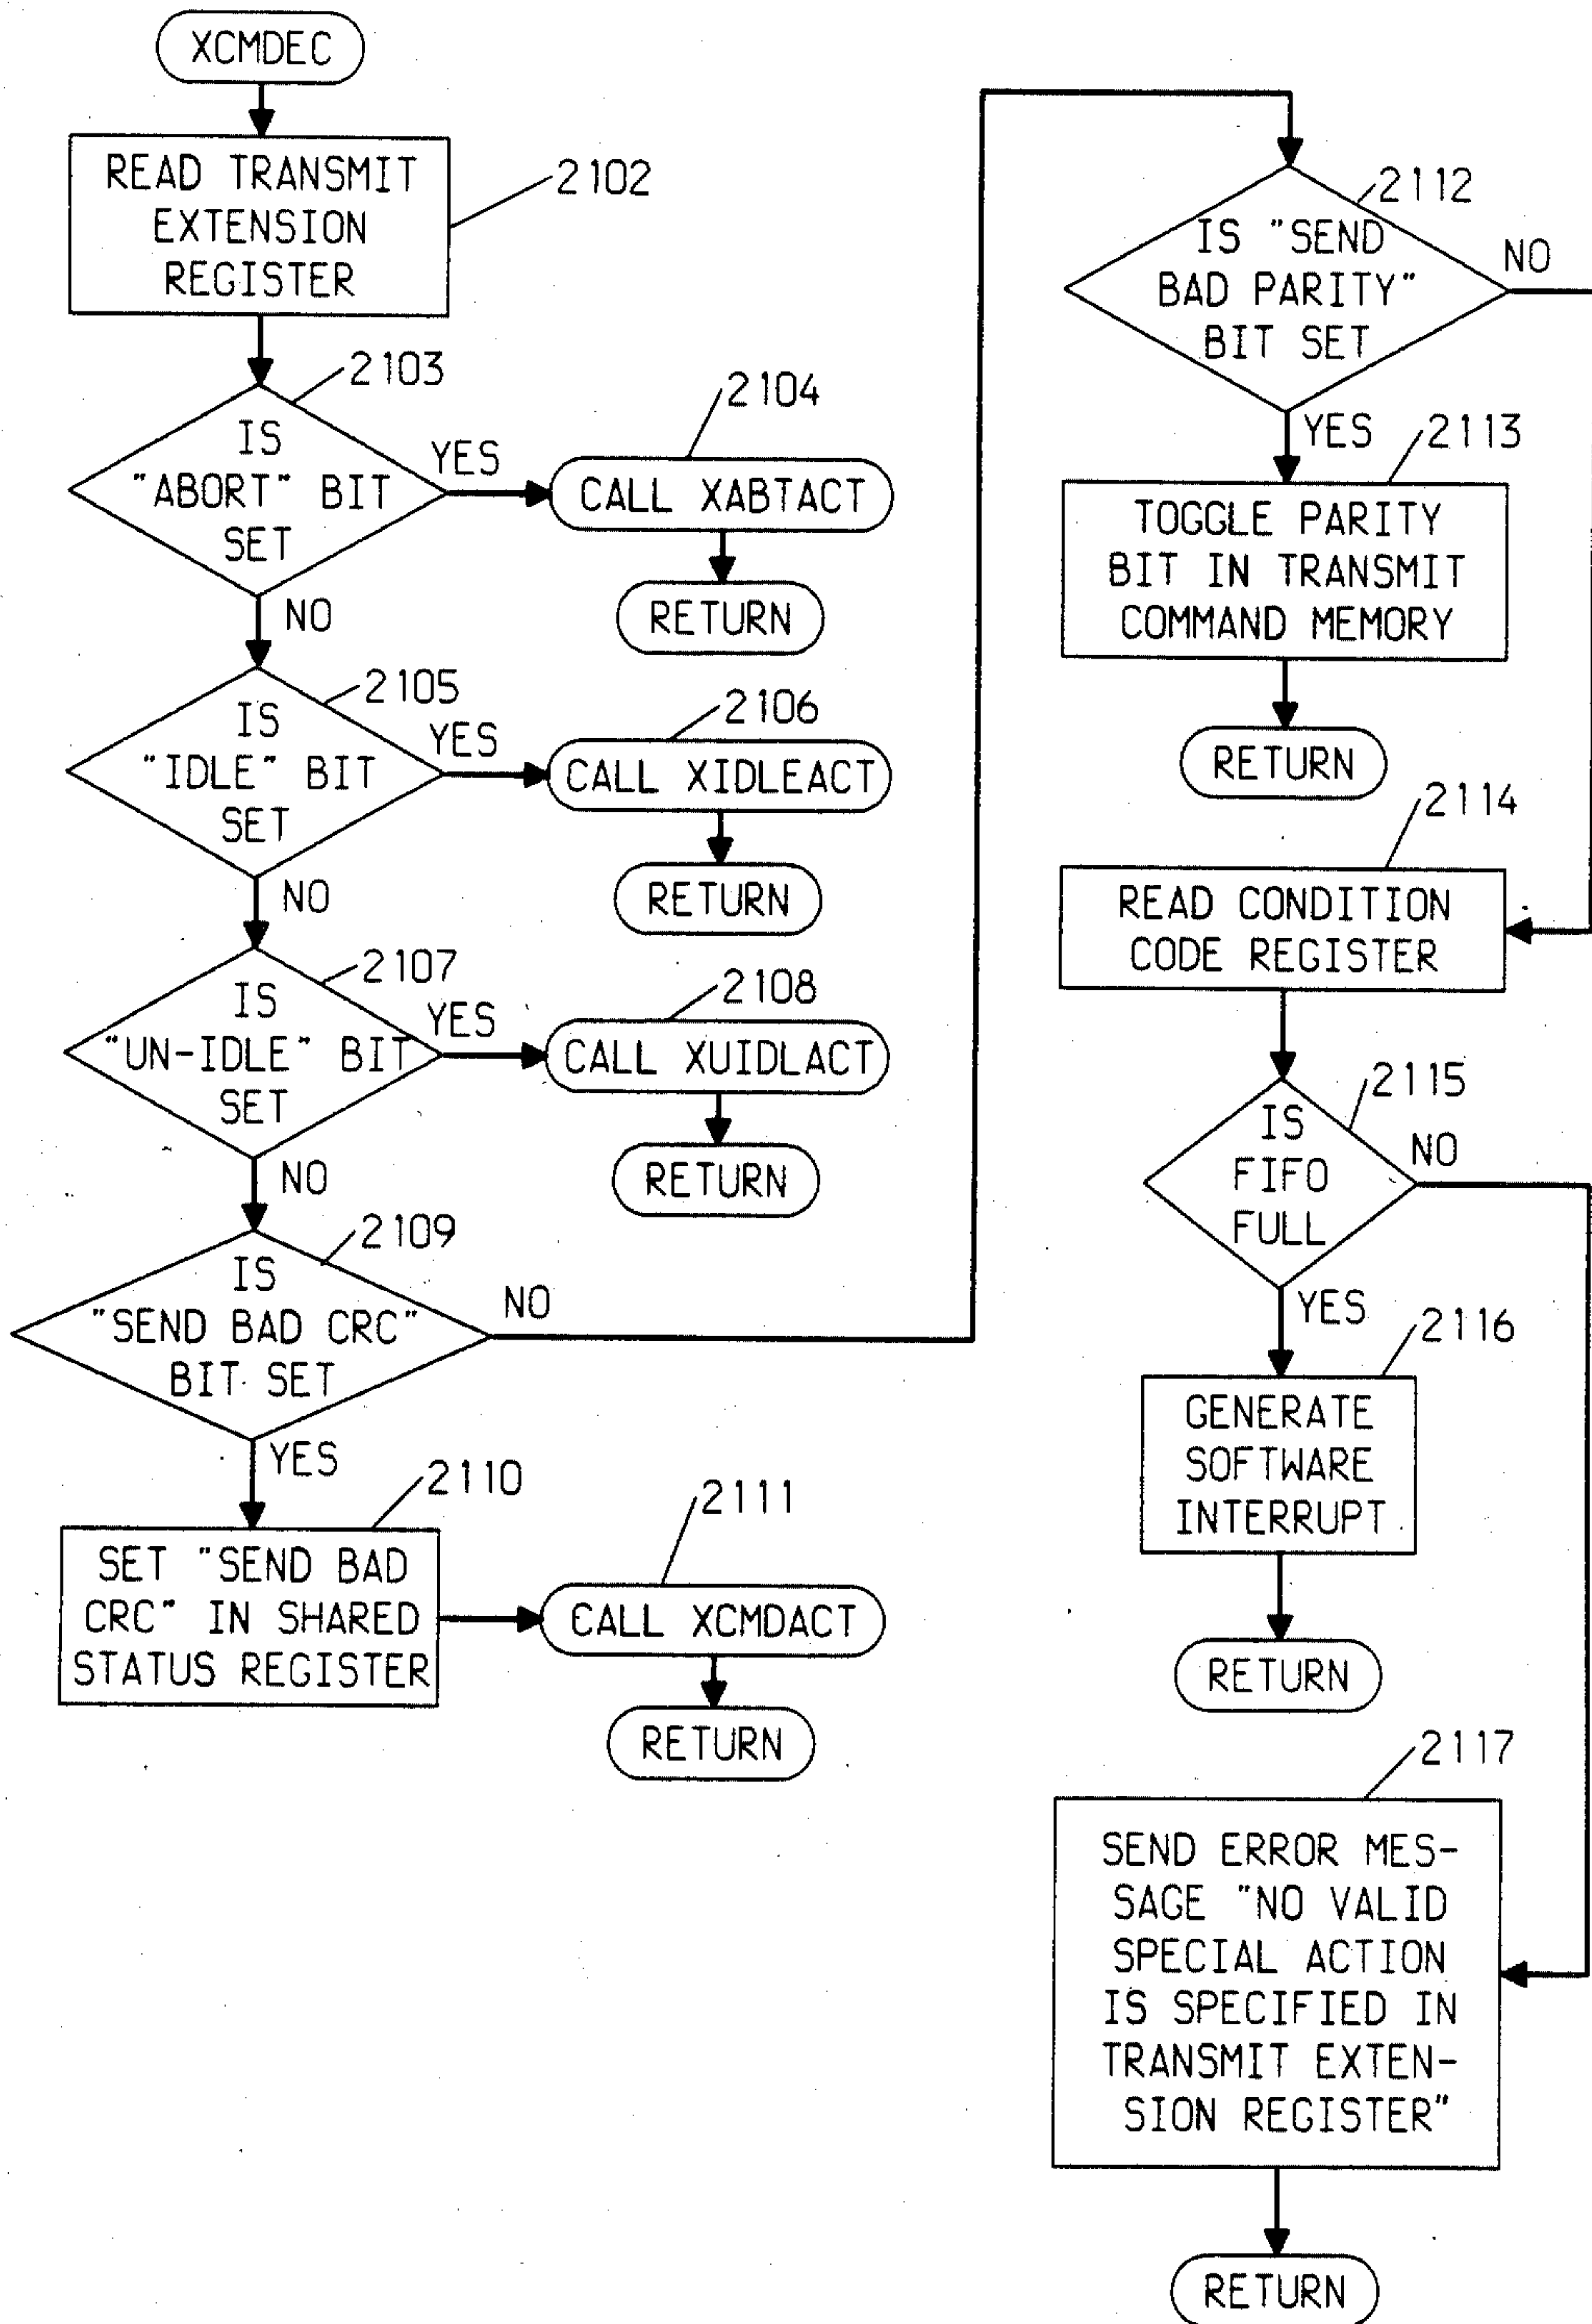 XCMDEC
READ TRANSMIT
EXTENSION
REGISTER
2102
2103
IS
"ABORT" BIT
SET
YES
NO
2104
CALL XABTACT
RETURN
2105
IS
"IDLE" BIT
SET
YES
NO
2106
CALL XIDLEACT
RETURN
2107
IS
"UN-IDLE" BIT
SET
YES
NO
2108
CALL XUIDLACT
RETURN
2109
IS
"SEND BAD CRC"
BIT SET
NO
YES
2110
SET "SEND BAD
CRC" IN SHARED
STATUS REGISTER
2111
CALL XCMDACT
RETURN
2112
IS "SEND
BAD PARITY"
BIT SET
NO
YES
2113
TOGGLE PARITY
BIT IN TRANSMIT
COMMAND MEMORY
RETURN
2114
READ CONDITION
CODE REGISTER
2115
IS
FIFO
FULL
NO
YES
2116
GENERATE
SOFTWARE
INTERRUPT
RETURN
2117
SEND ERROR MES-
SAGE "NO VALID
SPECIAL ACTION
IS SPECIFIED IN
TRANSMIT EXTEN-
SION REGISTER"
RETURN